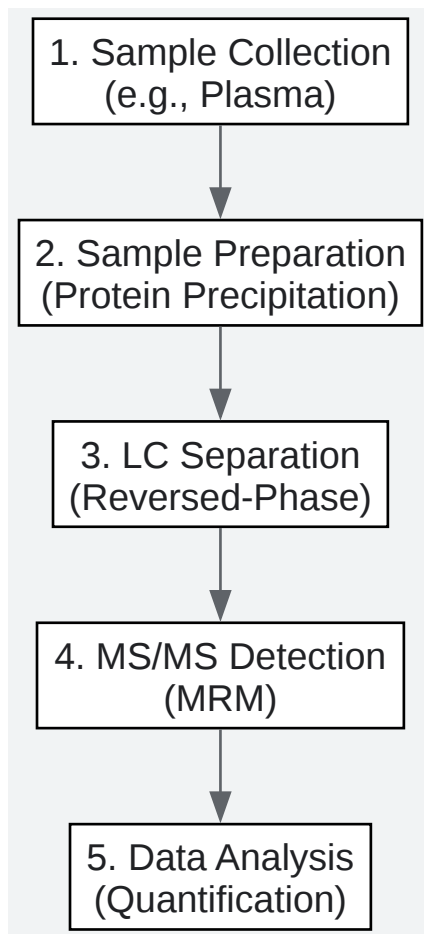 1. Sample Collection
(e.g., Plasma)
2. Sample Preparation
(Protein Precipitation)
3. LC Separation
(Reversed-Phase)
4. MS/MS Detection
(MRM)
5. Data Analysis
(Quantification)